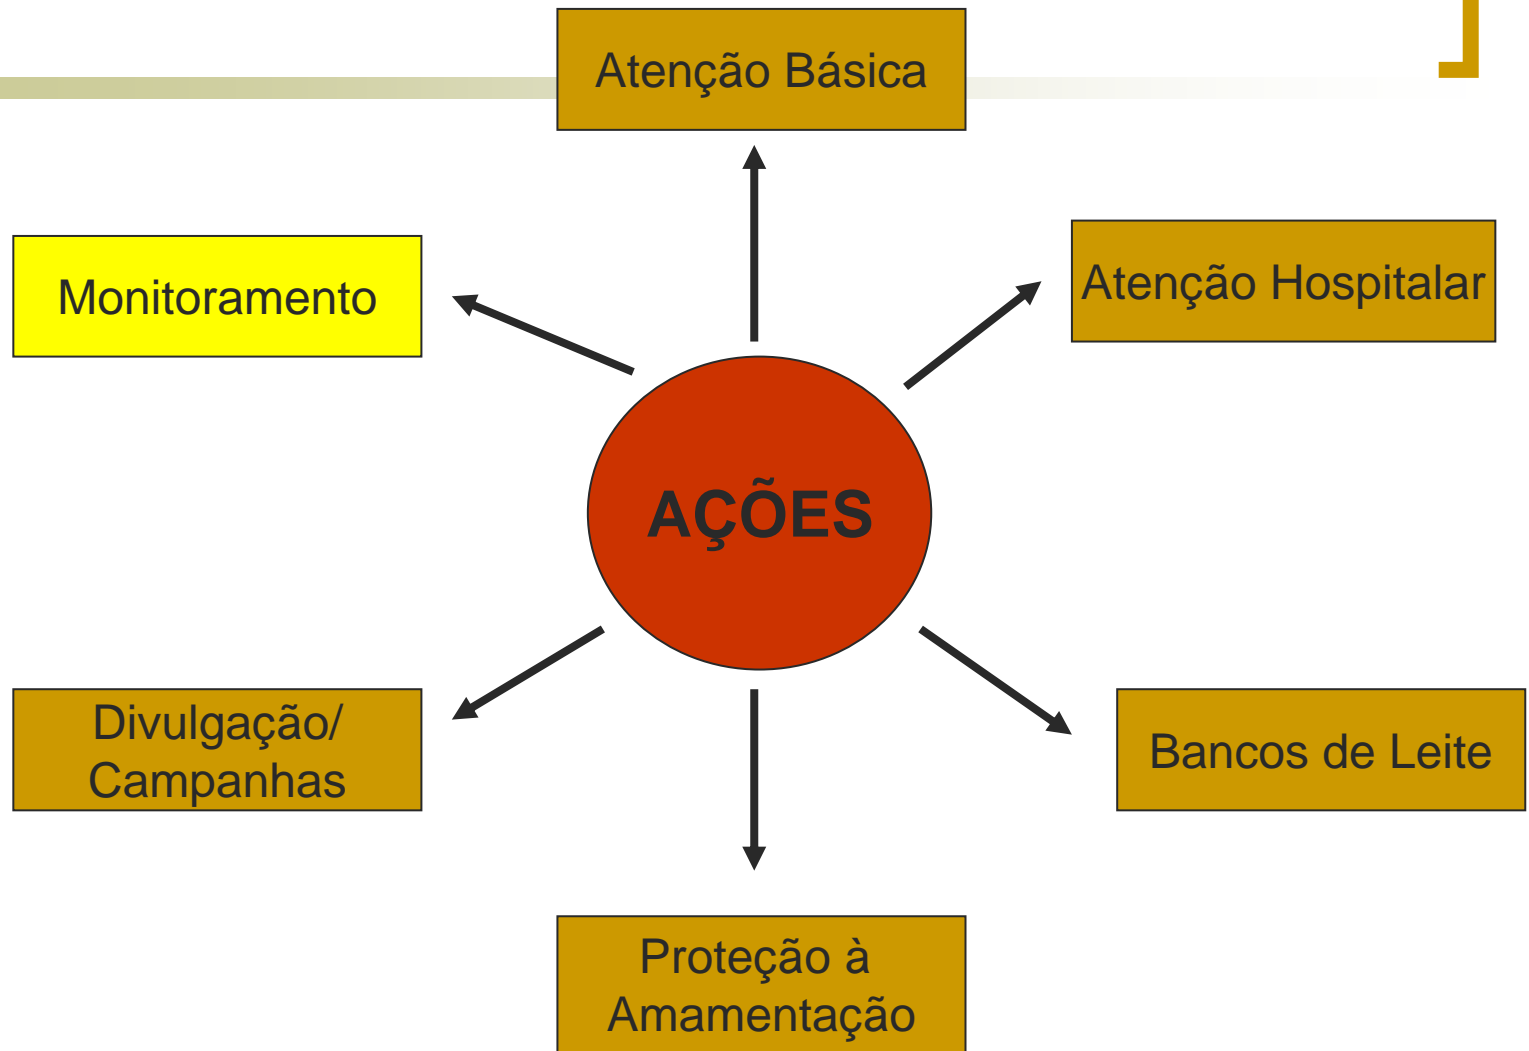 Atenção Básica
Monitoramento
Atenção Hospitalar
AÇÕES
Divulgação/
Campanhas
Bancos de Leite
Proteção à
Amamentação